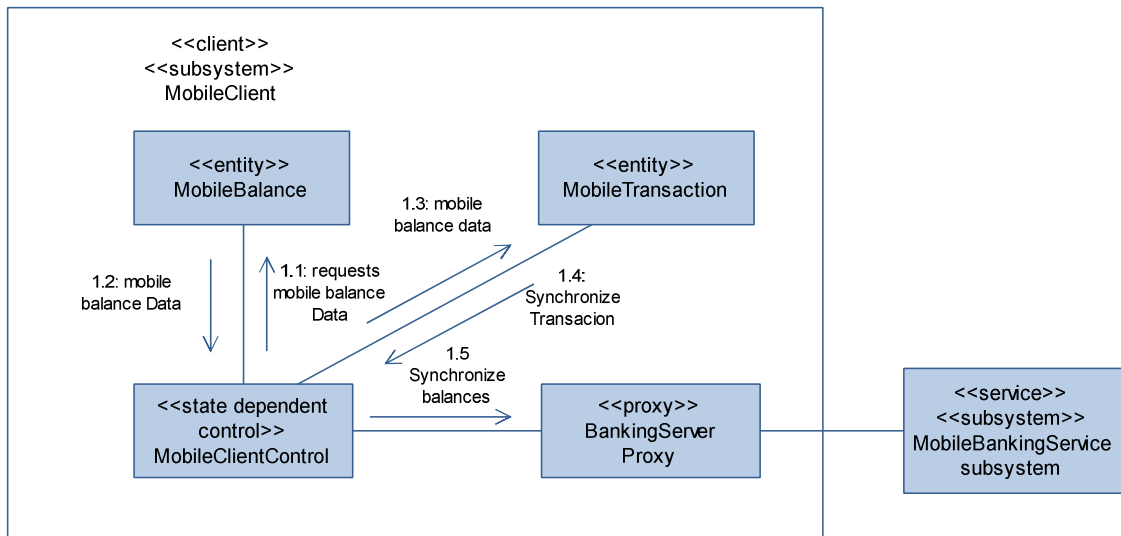 <<client>>
<<subsystem>>
MobileClient
<<entity>>
MobileBalance
<<entity>>
MobileTransaction
1.2: mobile
balance Data
1.1: requests
mobile balance
Data
1.3: mobile
balance data
1.4:
Synchronize
Transacion
1.5
Synchronize
balances
<<state dependent
control>>
MobileClientControl
<<proxy>>
BankingServer
Proxy
<<service>>
<<subsystem>>
MobileBankingService
subsystem